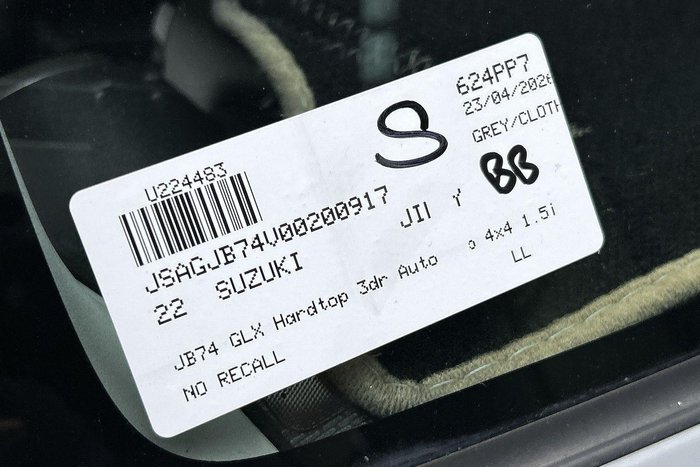 U224483
624PP7
23/04/2026
S
GREY/CLOTH
BB
JSAGJB74V00200917
22 SUZUKI JI Y
JB74 GLX Hardtop 3dr Auto o 4x4 1.5i
NO RECALL LL